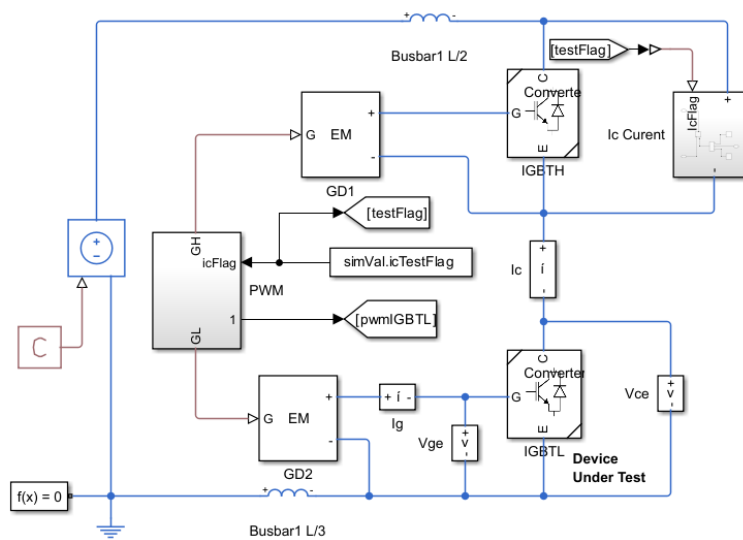 + -
Busbar1 L/2
[testFlag]
C
Converter
G
E
IGBTH
IcFlag
+
-
Ic Curent
G EM
+
-
GD1
[testFlag]
GH
icFlag
simVal.icTestFlag
PWM
1
[pwmIGBTL]
GL
+
-
C
+ í -
Ic
C
Converter
G
E
IGBTL
Device
Under Test
+ v -
Vce
G EM
+
-
GD2
+ í -
Ig
+ v -
Vge
f(x) = 0
+ -
Busbar1 L/3